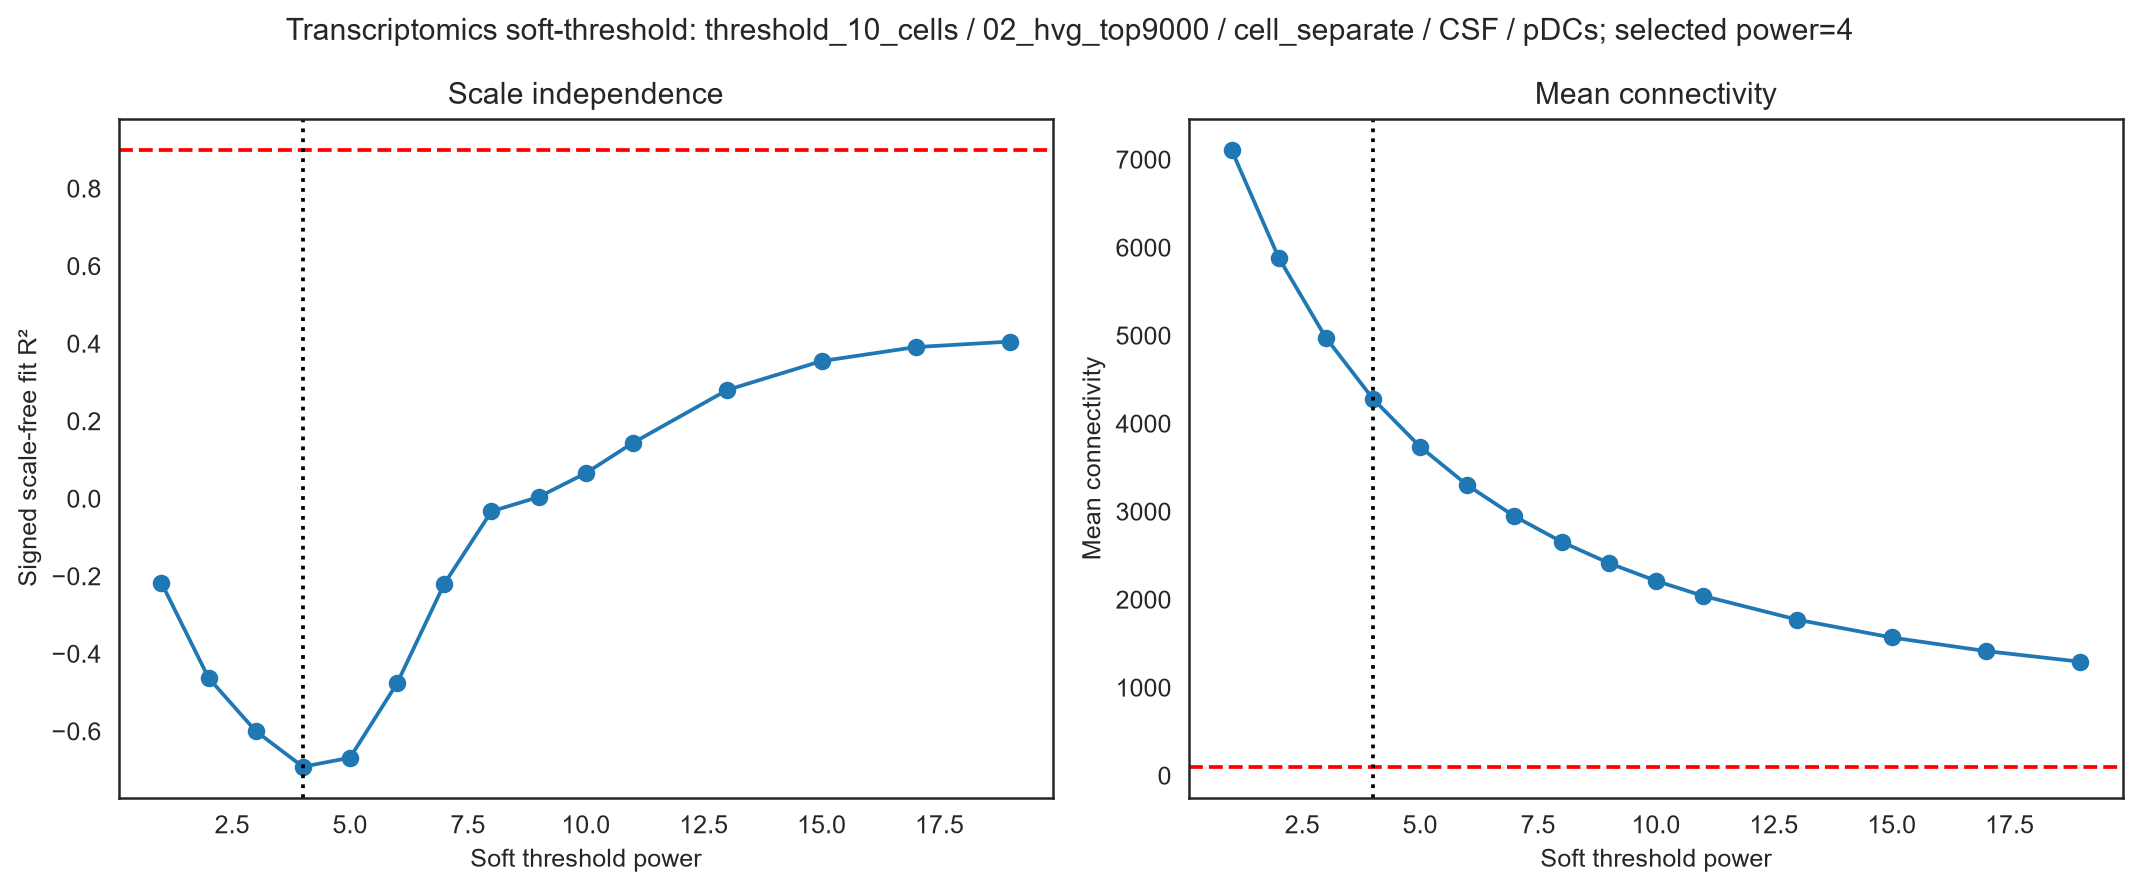 Transcriptomics soft-threshold: threshold_10_cells / 02_hvg_top9000 / cell_separate / CSF / pDCs; selected power=4
Scale independence
Signed scale-free fit R²
0.8
0.6
0.4
0.2
0.0
−0.2
−0.4
−0.6
2.5 5.0 7.5 10.0 12.5 15.0 17.5
Soft threshold power
Mean connectivity
Mean connectivity
7000
6000
5000
4000
3000
2000
1000
0
2.5 5.0 7.5 10.0 12.5 15.0 17.5
Soft threshold power